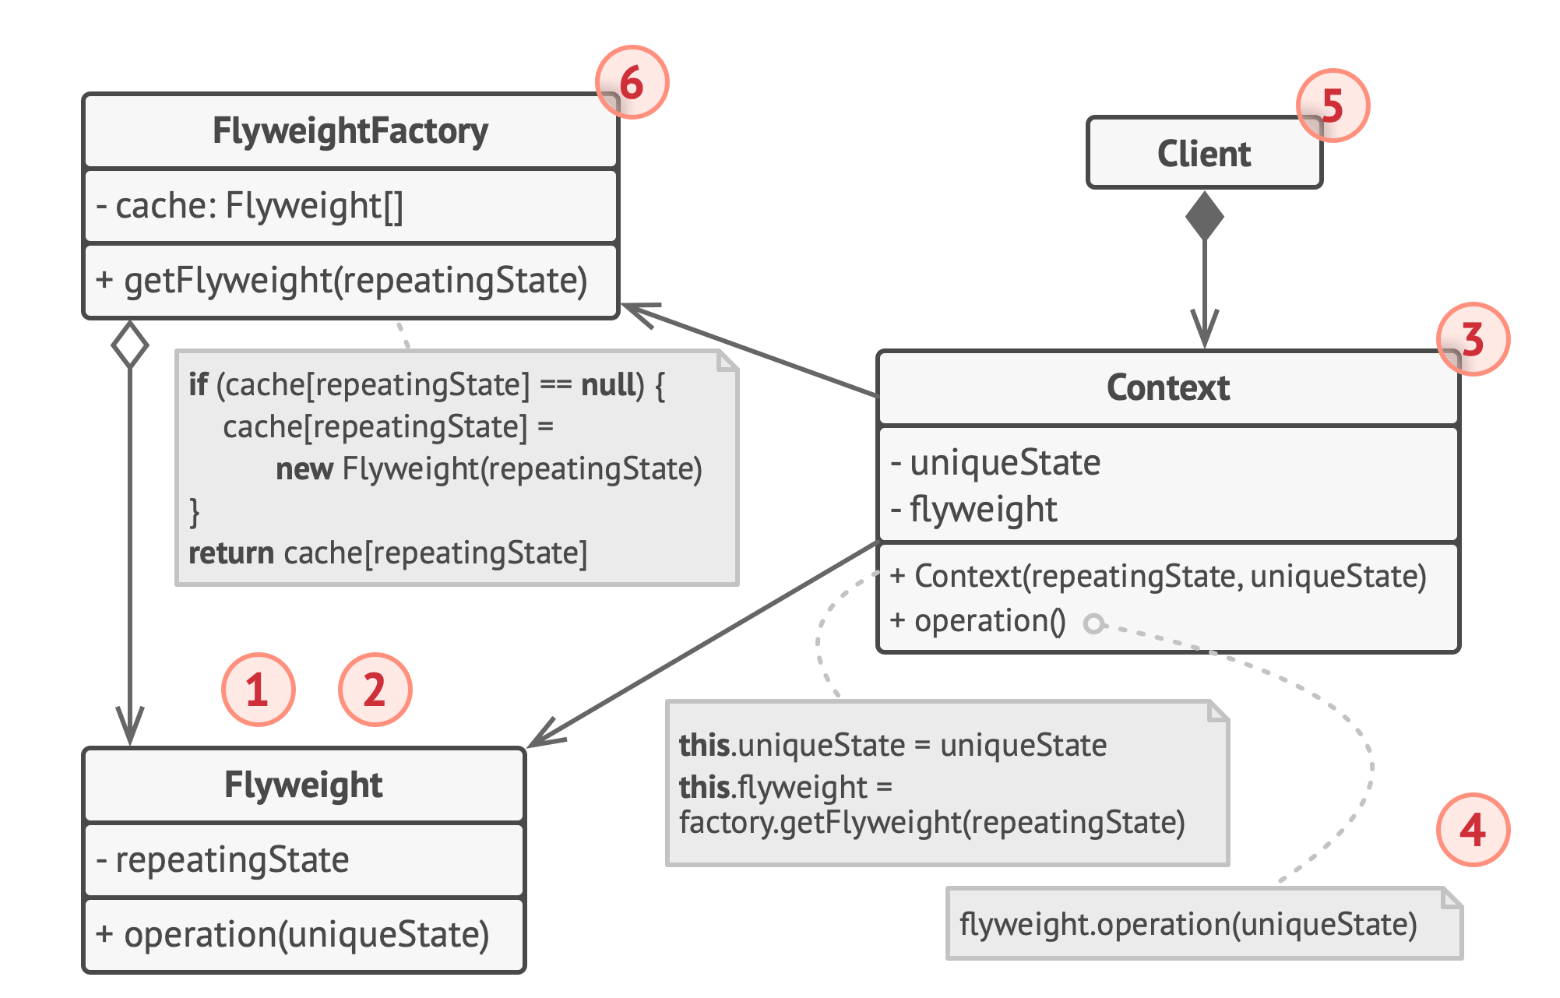 6
FlyweightFactory
- cache: Flyweight[]
+ getFlyweight(repeatingState)
if (cache[repeatingState] == null) {
cache[repeatingState] =
new Flyweight(repeatingState)
}
return cache[repeatingState]
5
Client
3
Context
- uniqueState
- flyweight
+ Context(repeatingState, uniqueState)
+ operation()
1
2
Flyweight
- repeatingState
+ operation(uniqueState)
this.uniqueState = uniqueState
this.flyweight =
factory.getFlyweight(repeatingState)
4
flyweight.operation(uniqueState)